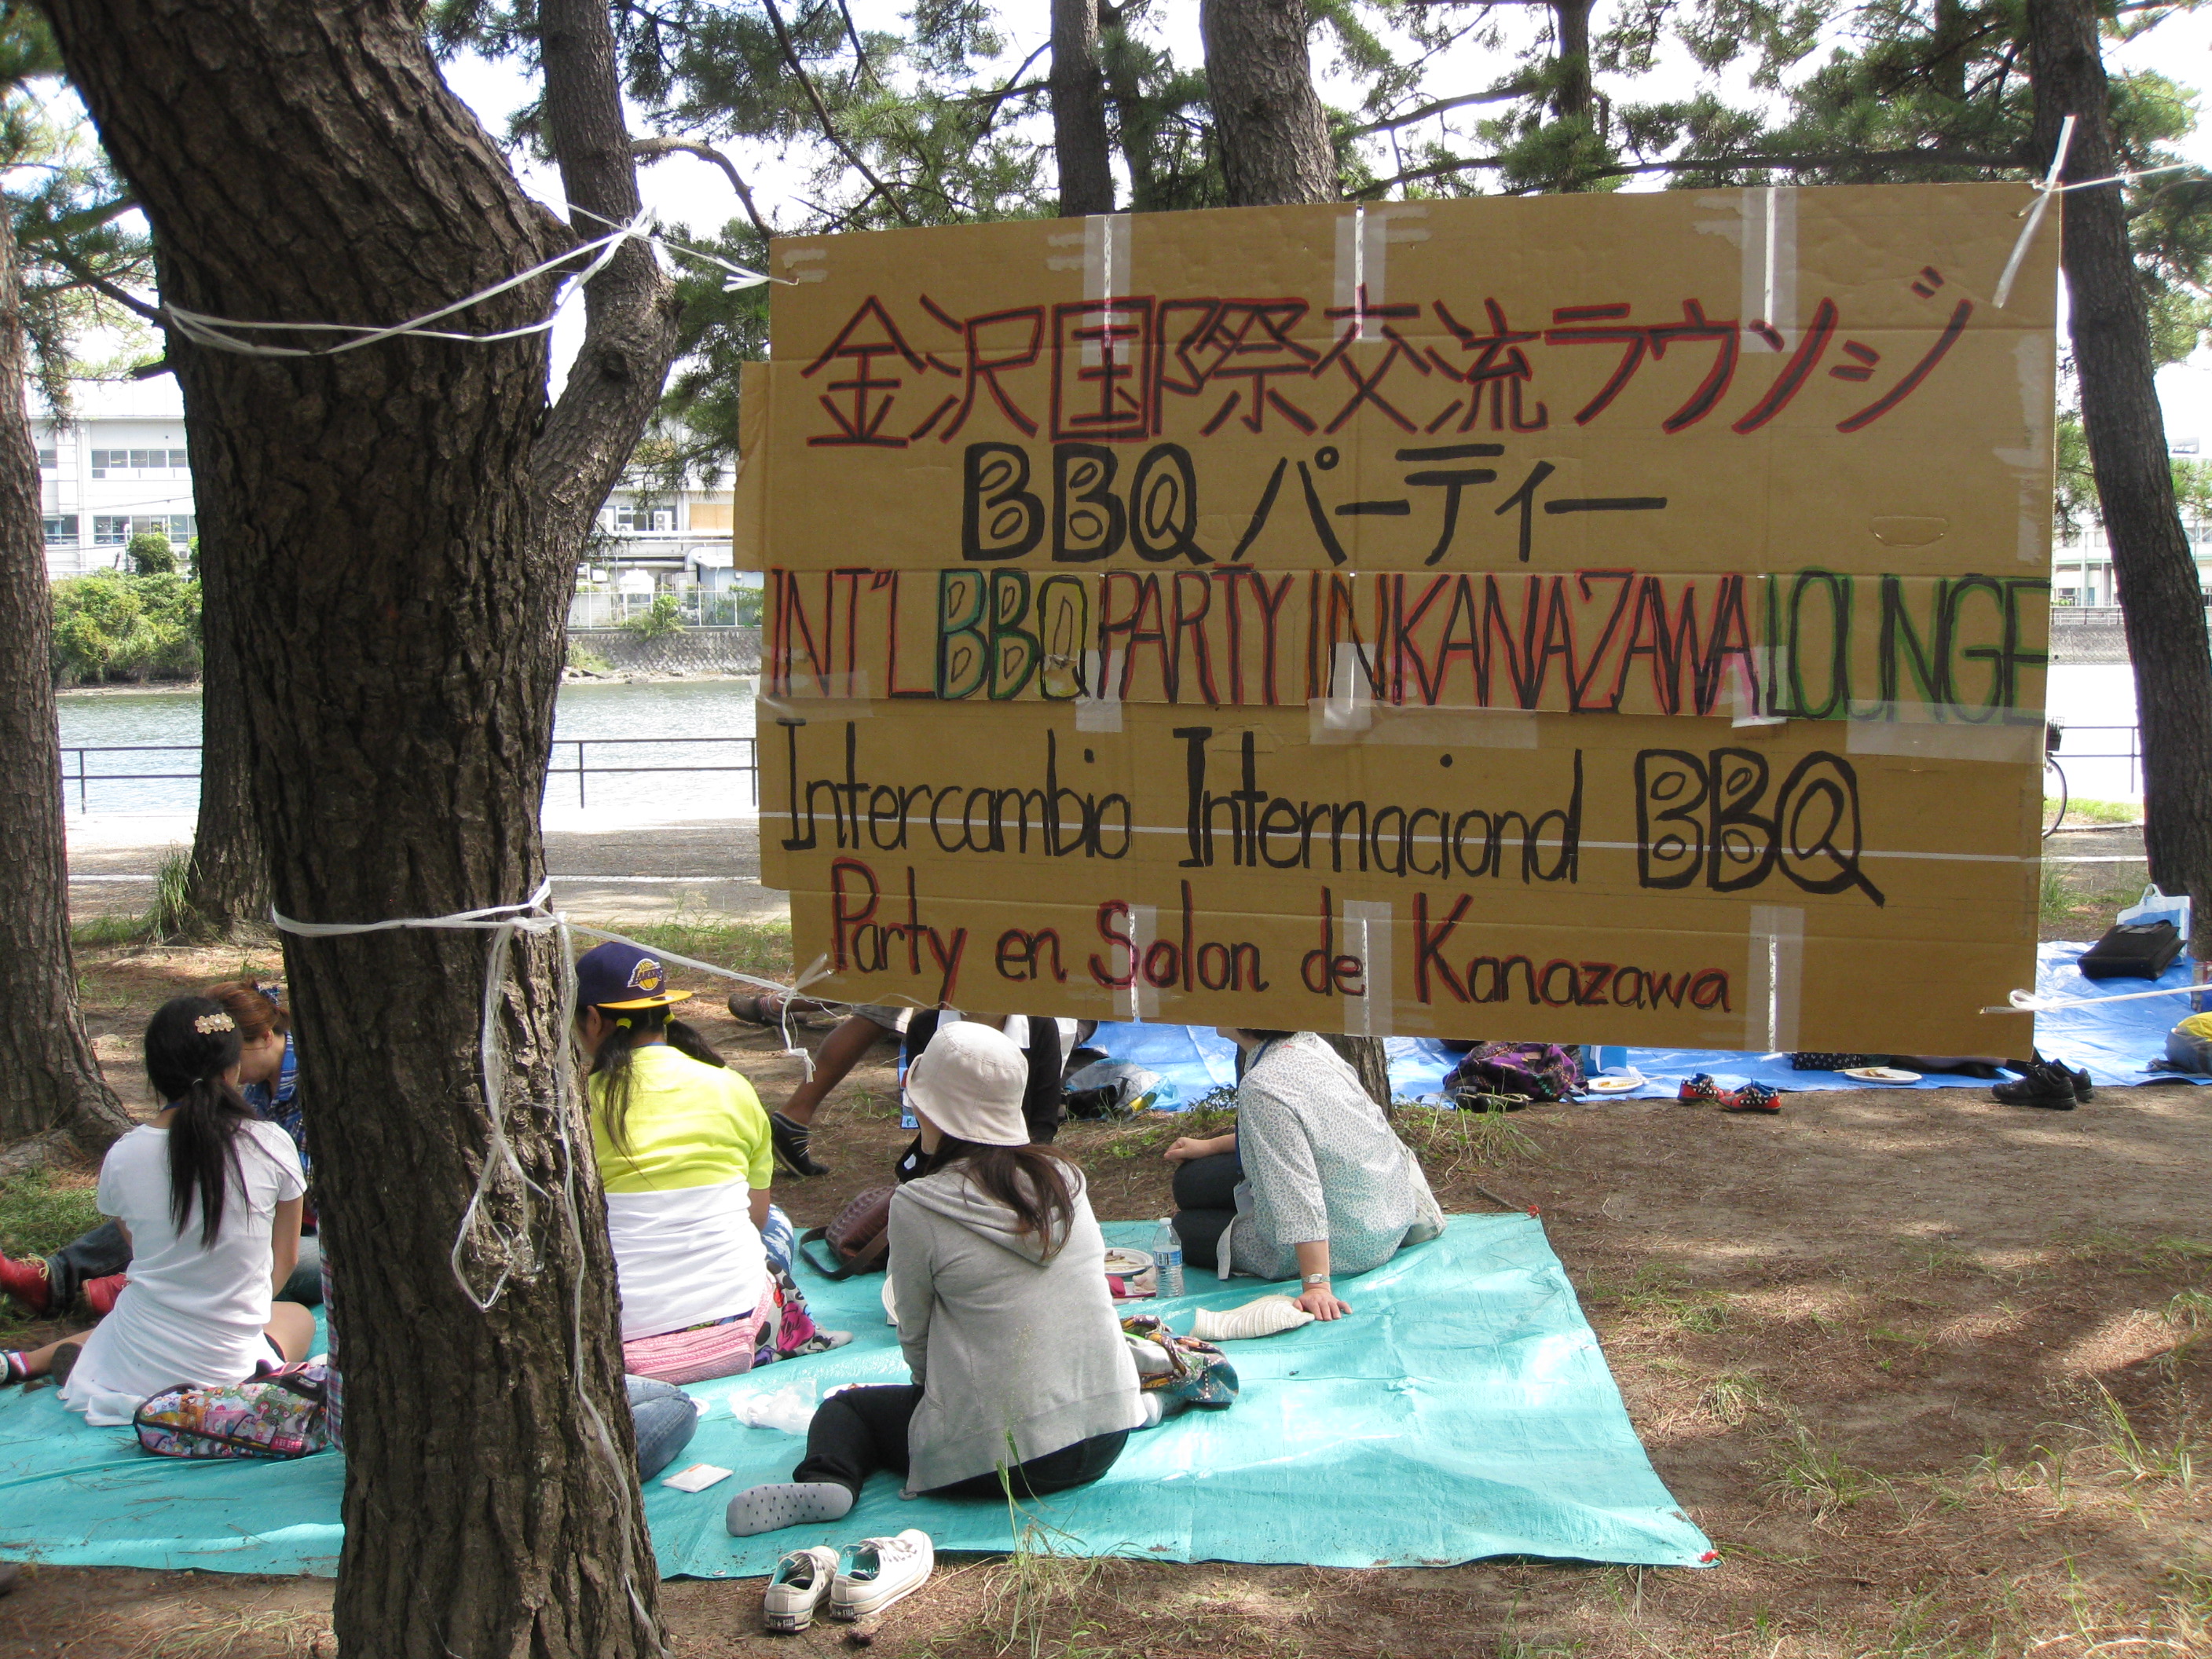 金沢国際交流ラウンジ
BBQ パーティー
INT'L BBQ PARTY IN KANAZAWA LOUNGE
Intercambio Internacional BBQ
Party en Salon de Kanazawa